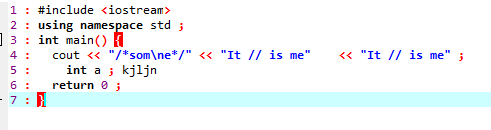 1 : #include <iostream>
2 : using namespace std ;
3 : int main() {
4 :   cout << "/*som\ne*/" << "It // is me"    << "It // is me" ;
5 :     int a ; kjljn
6 :   return 0 ;
7 : }